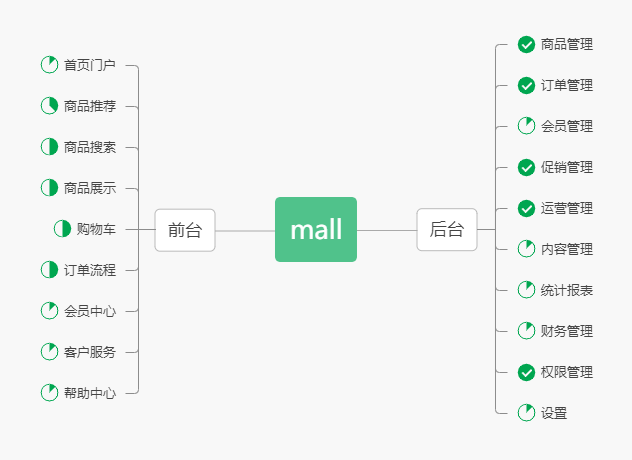 mall
前台
首页门户
商品推荐
商品搜索
商品展示
购物车
订单流程
会员中心
客户服务
帮助中心
后台
商品管理
订单管理
会员管理
促销管理
运营管理
内容管理
统计报表
财务管理
权限管理
设置